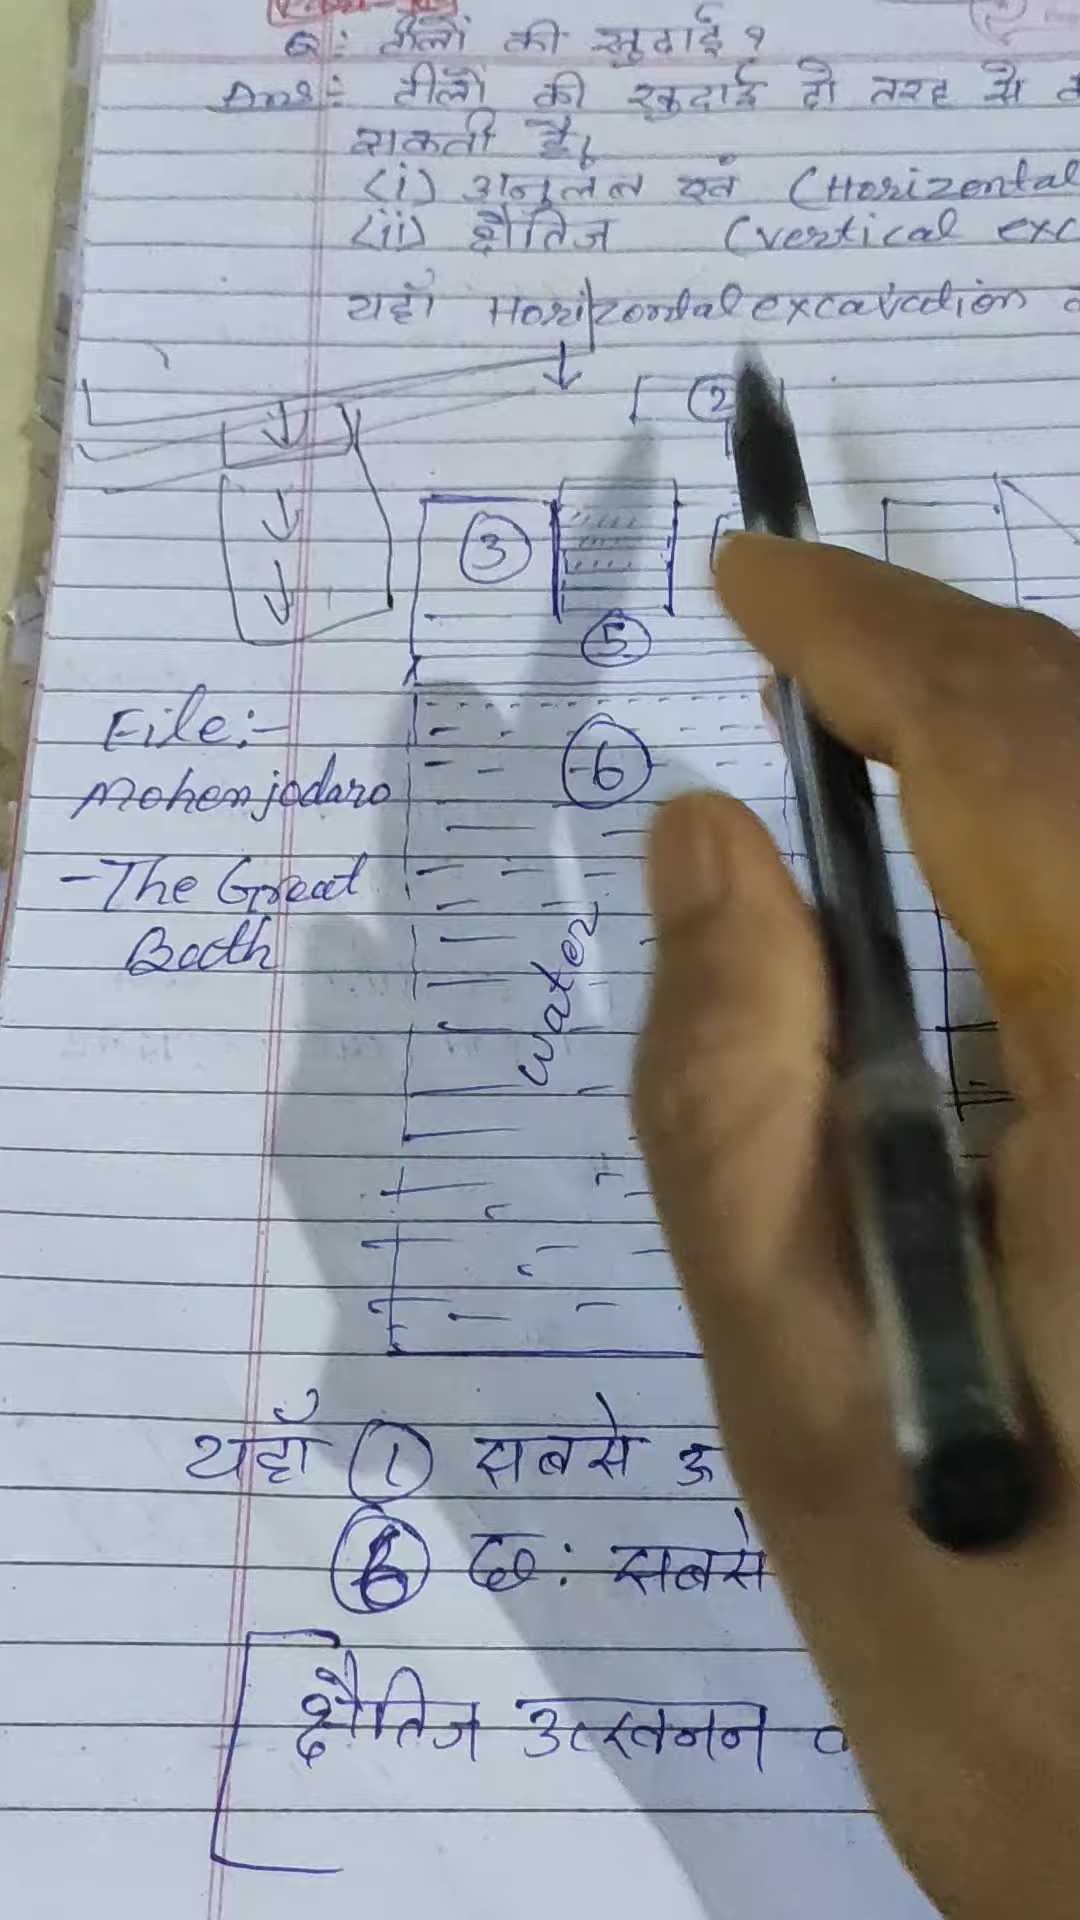 Q: टीलों की खुदाई ?
Ans: टीलों की खुदाई दो तरह से
सकती है।
(i) अनुलंब एवं (Horizontal
(ii) क्षैतिज (vertical exc
यहाँ Horizontal excavation
2
3
5
6
File:-
Mohenjodaro
-The Great
Bath
water
यहाँ 1 सबसे ऊ
6 छः सबसे
क्षैतिज उत्खनन